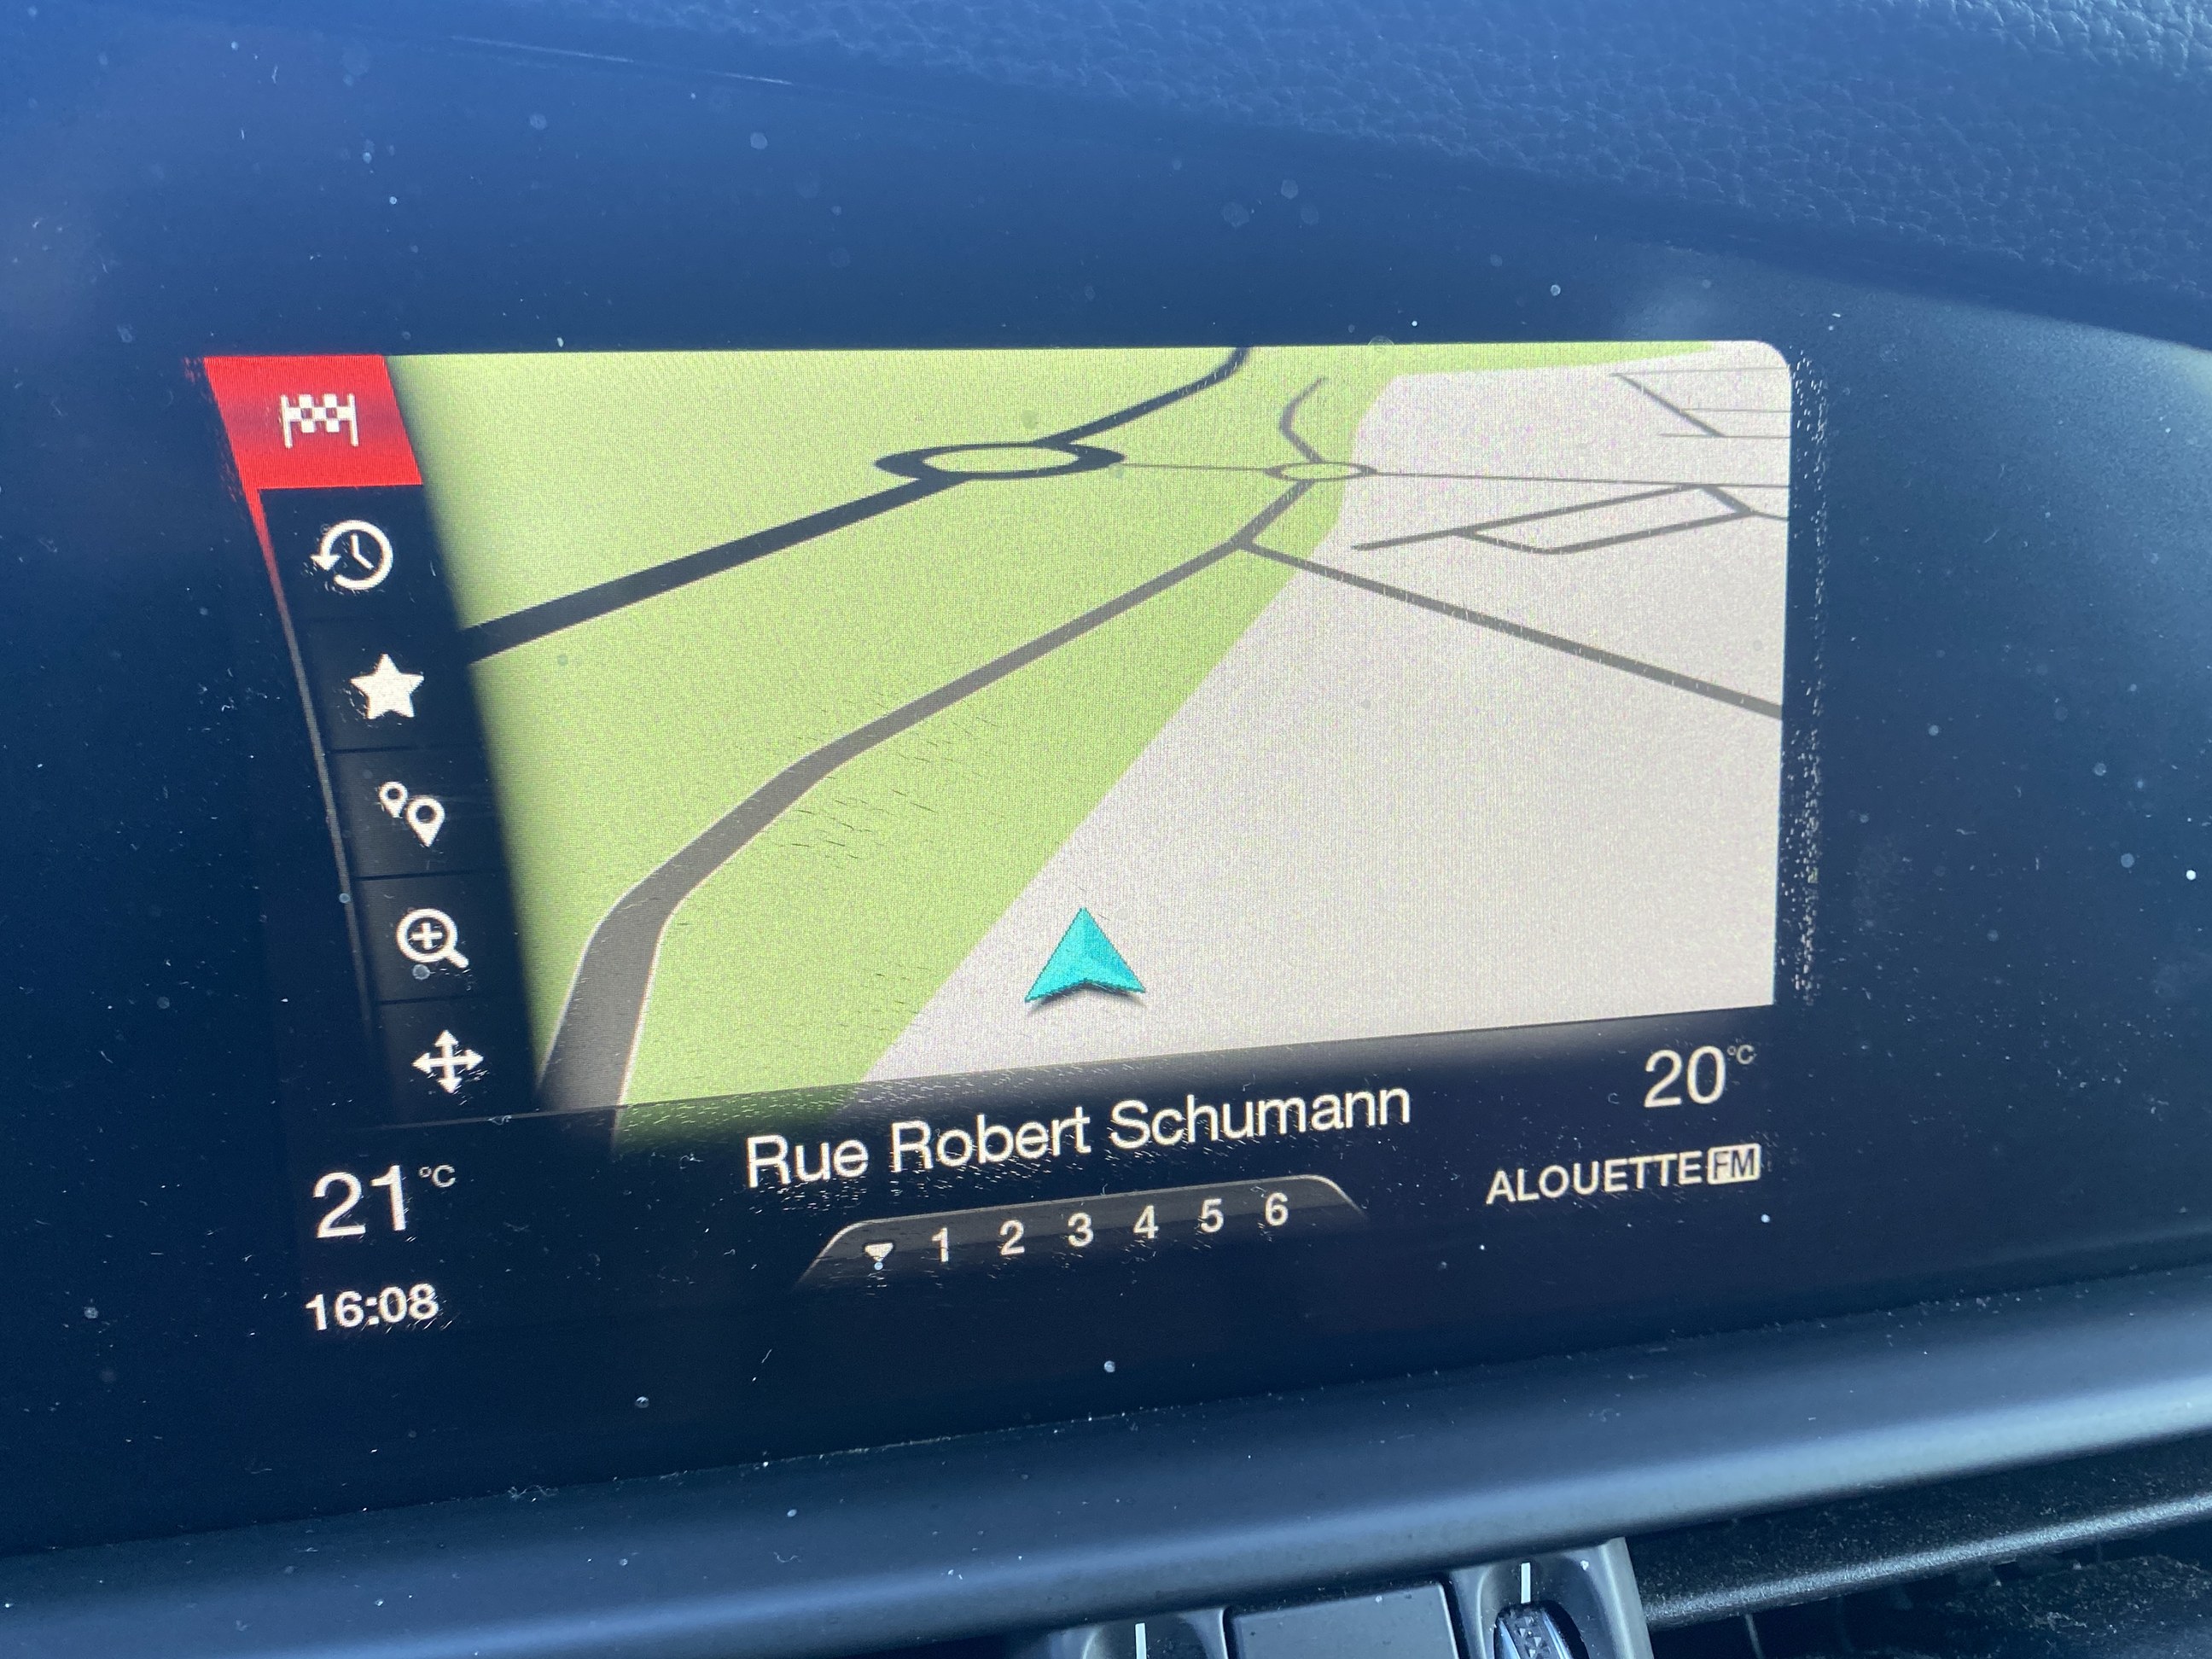 Rue Robert Schumann
20°C
21°C
ALOUETTE FM
1 2 3 4 5 6
16:08